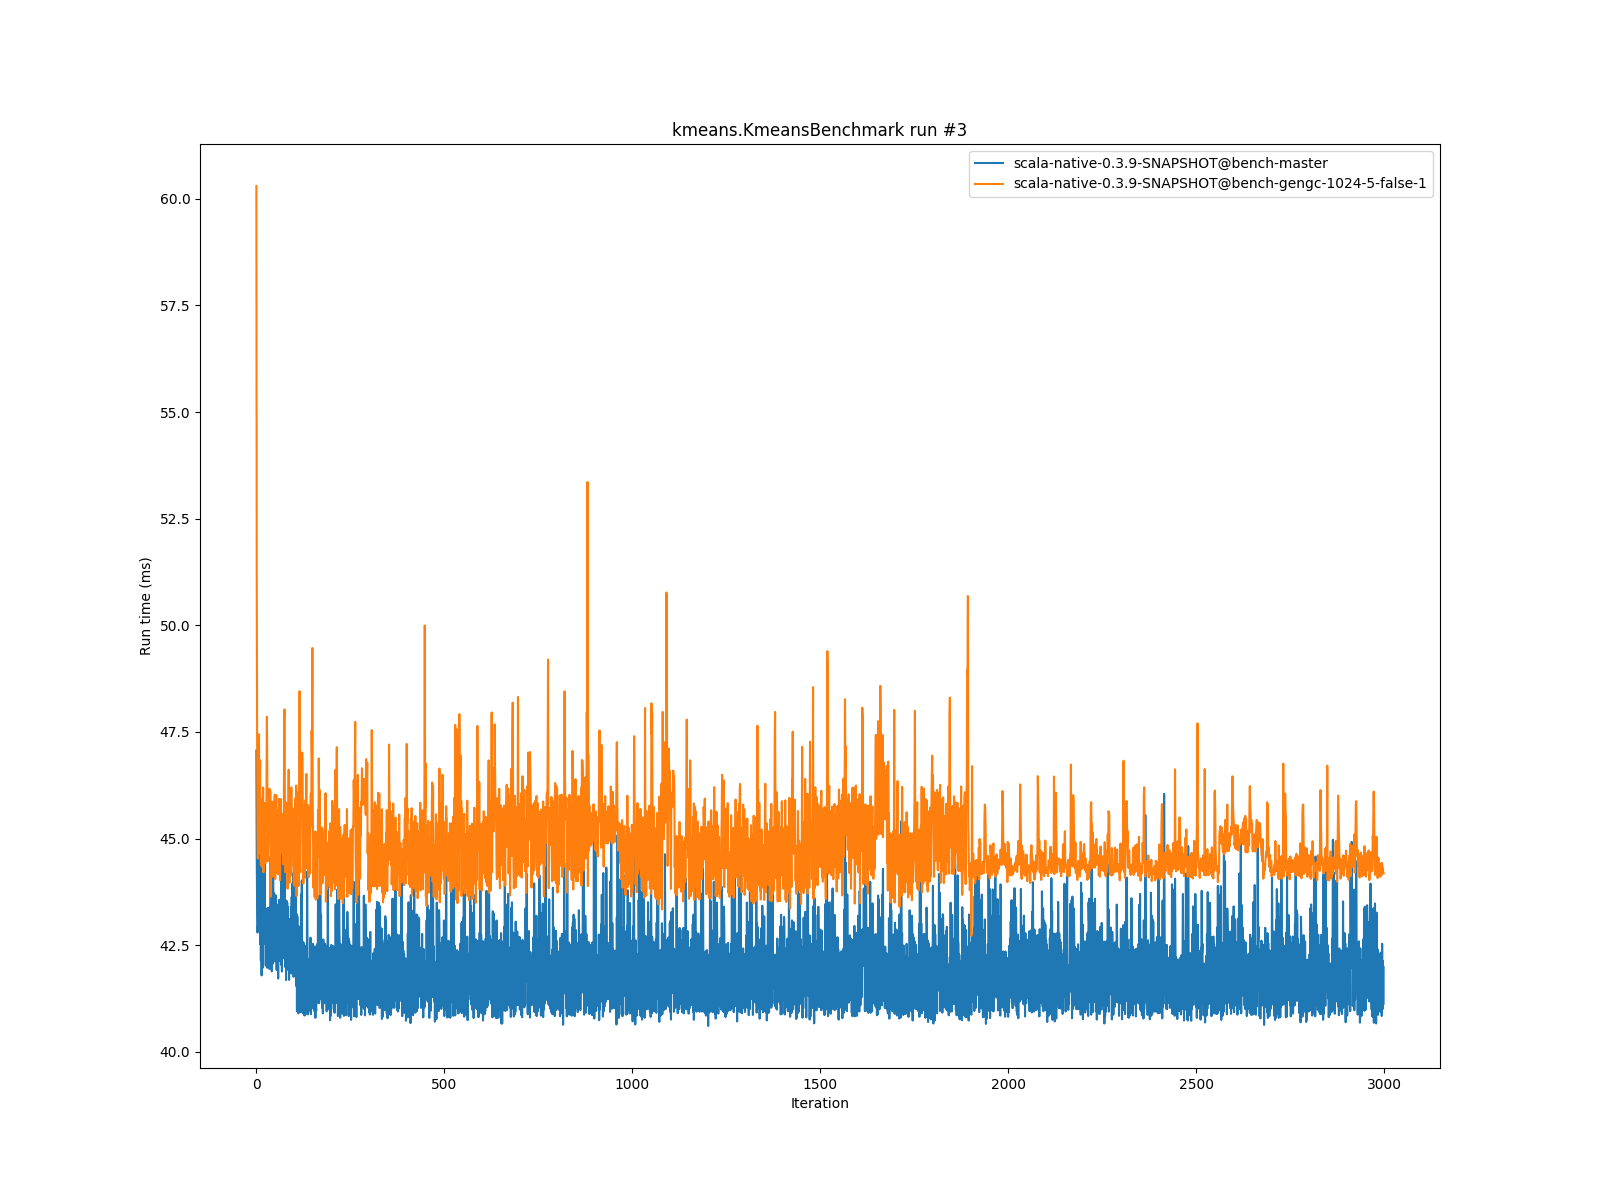 kmeans.KmeansBenchmark run #3
scala-native-0.3.9-SNAPSHOT@bench-master
scala-native-0.3.9-SNAPSHOT@bench-gengc-1024-5-false-1
60.0
57.5
55.0
52.5
50.0
47.5
45.0
42.5
40.0
Run time (ms)
0 500 1000 1500 2000 2500 3000
Iteration